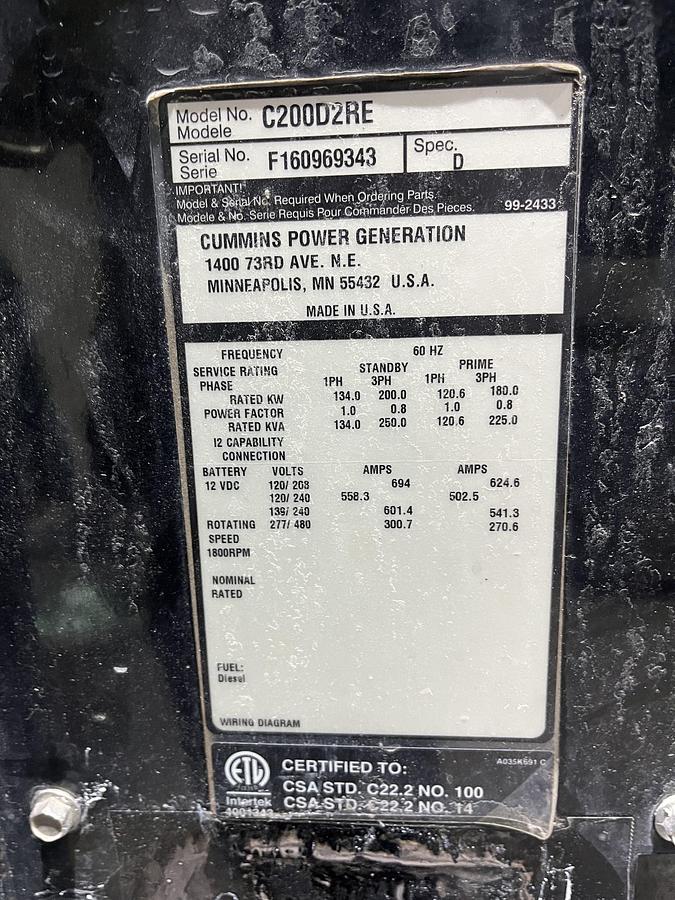 Model No. C200D2RE
Modele
Serial No. F160969343 Spec. D
Serie
IMPORTANT!
Model & Serial No. Required When Ordering Parts.
Modele & No. Serie Requis Pour Commander Des Pieces. 99-2433
CUMMINS POWER GENERATION
1400 73RD AVE. N.E.
MINNEAPOLIS, MN 55432 U.S.A.
MADE IN U.S.A.
FREQUENCY 60 HZ
SERVICE RATING STANDBY PRIME
PHASE 1PH 3PH 1PH 3PH
RATED KW 134.0 200.0 120.6 180.0
POWER FACTOR 1.0 0.8 1.0 0.8
RATED KVA 134.0 250.0 120.6 225.0
I2 CAPABILITY
CONNECTION
BATTERY VOLTS AMPS AMPS
12 VDC 120/ 208 694 624.6
120/ 240 558.3 502.5
139/ 240 601.4 541.3
ROTATING 277/ 480 300.7 270.6
SPEED
1800RPM
NOMINAL
RATED
FUEL:
Diesel
WIRING DIAGRAM
A035K691 C
ETL CERTIFIED TO:
CSA STD. C22.2 NO. 100
Intertek CSA STD. C22.2 NO. 14
4001343